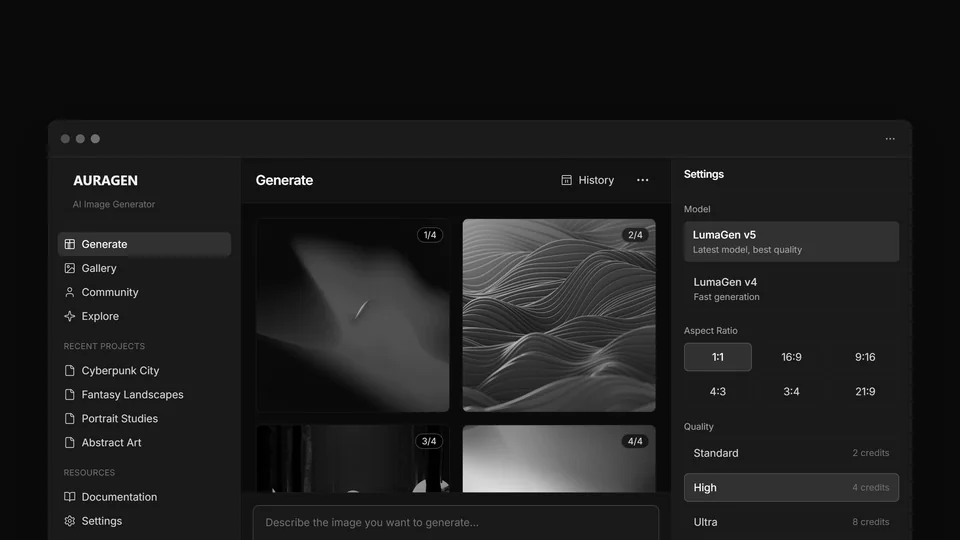 AURAGEN
AI Image Generator
Generate
Gallery
Community
Explore
RECENT PROJECTS
Cyberpunk City
Fantasy Landscapes
Portrait Studies
Abstract Art
RESOURCES
Documentation
Settings
Generate
History
1/4
2/4
3/4
4/4
Describe the image you want to generate...
Settings
Model
LumaGen v5
Latest model, best quality
LumaGen v4
Fast generation
Aspect Ratio
1:1 16:9 9:16
4:3 3:4 21:9
Quality
Standard 2 credits
High 4 credits
Ultra 8 credits